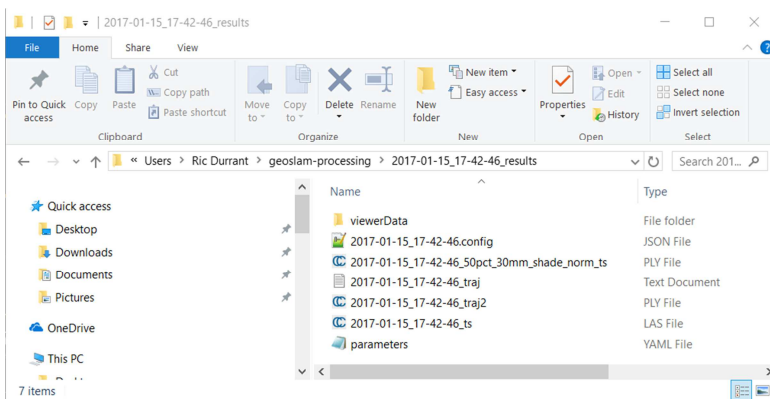 2017-01-15_17-42-46_results
File Home Share View
Pin to Quick access
Copy
Paste
Cut
Copy path
Paste shortcut
Clipboard
Move to
Copy to
Delete
Rename
Organize
New folder
New item
Easy access
New
Properties
Open
Edit
History
Open
Select all
Select none
Invert selection
Select
« Users > Ric Durrant > geoslam-processing > 2017-01-15_17-42-46_results
Search 201...
Name Type
Quick access
Desktop
Downloads
Documents
Pictures
OneDrive
This PC
viewerData File folder
2017-01-15_17-42-46.config JSON File
2017-01-15_17-42-46_50pct_30mm_shade_norm_ts PLY File
2017-01-15_17-42-46_traj Text Document
2017-01-15_17-42-46_traj2 PLY File
2017-01-15_17-42-46_ts LAS File
parameters YAML File
7 items